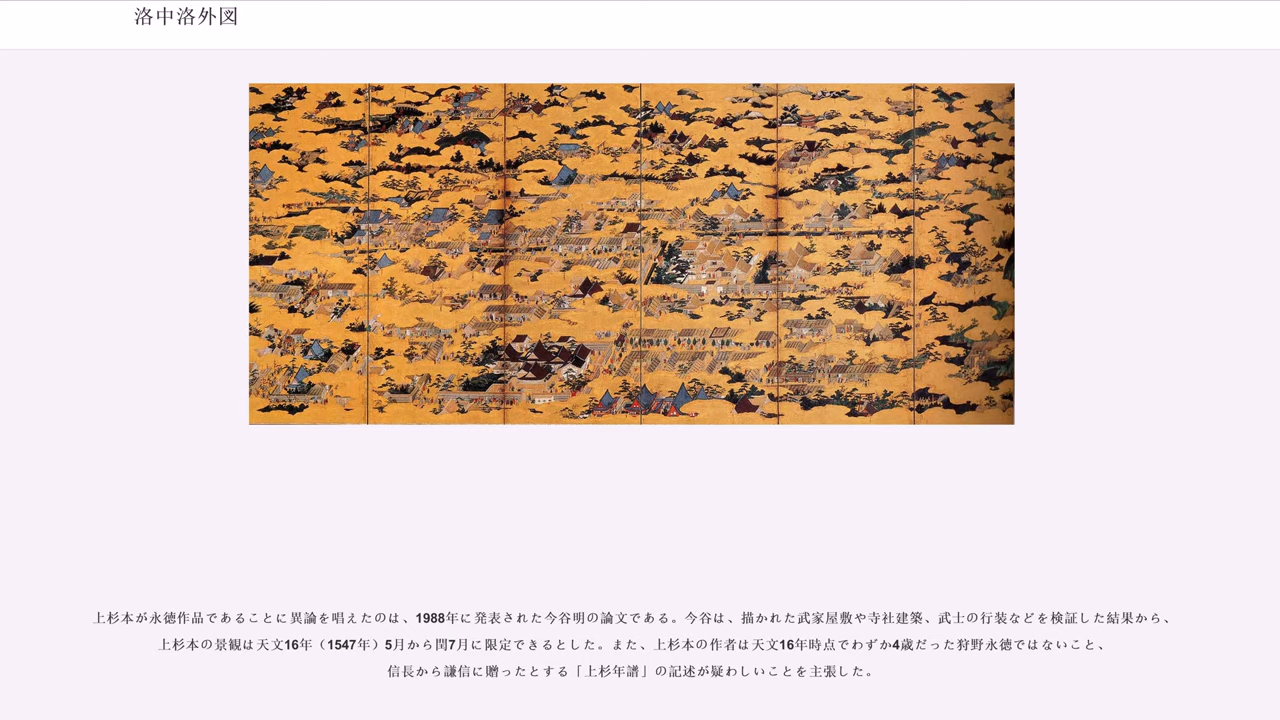 洛中洛外図
上杉本が永徳作品であることに異論を唱えたのは、1988年に発表された今谷明の論文である。今谷は、描かれた武家屋敷や寺社建築、武士の行装などを検証した結果から、
上杉本の景観は天文16年（1547年）5月から閏7月に限定できるとした。また、上杉本の作者は天文16年時点でわずか4歳だった狩野永徳ではないこと、
信長から謙信に贈ったとする「上杉年譜」の記述が疑わしいことを主張した。